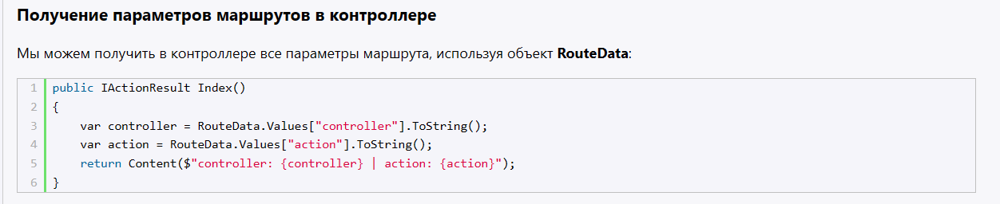 Получение параметров маршрутов в контроллере
Мы можем получить в контроллере все параметры маршрута, используя объект RouteData:
1 public IActionResult Index()
2 {
3     var controller = RouteData.Values["controller"].ToString();
4     var action = RouteData.Values["action"].ToString();
5     return Content($"controller: {controller} | action: {action}");
6 }